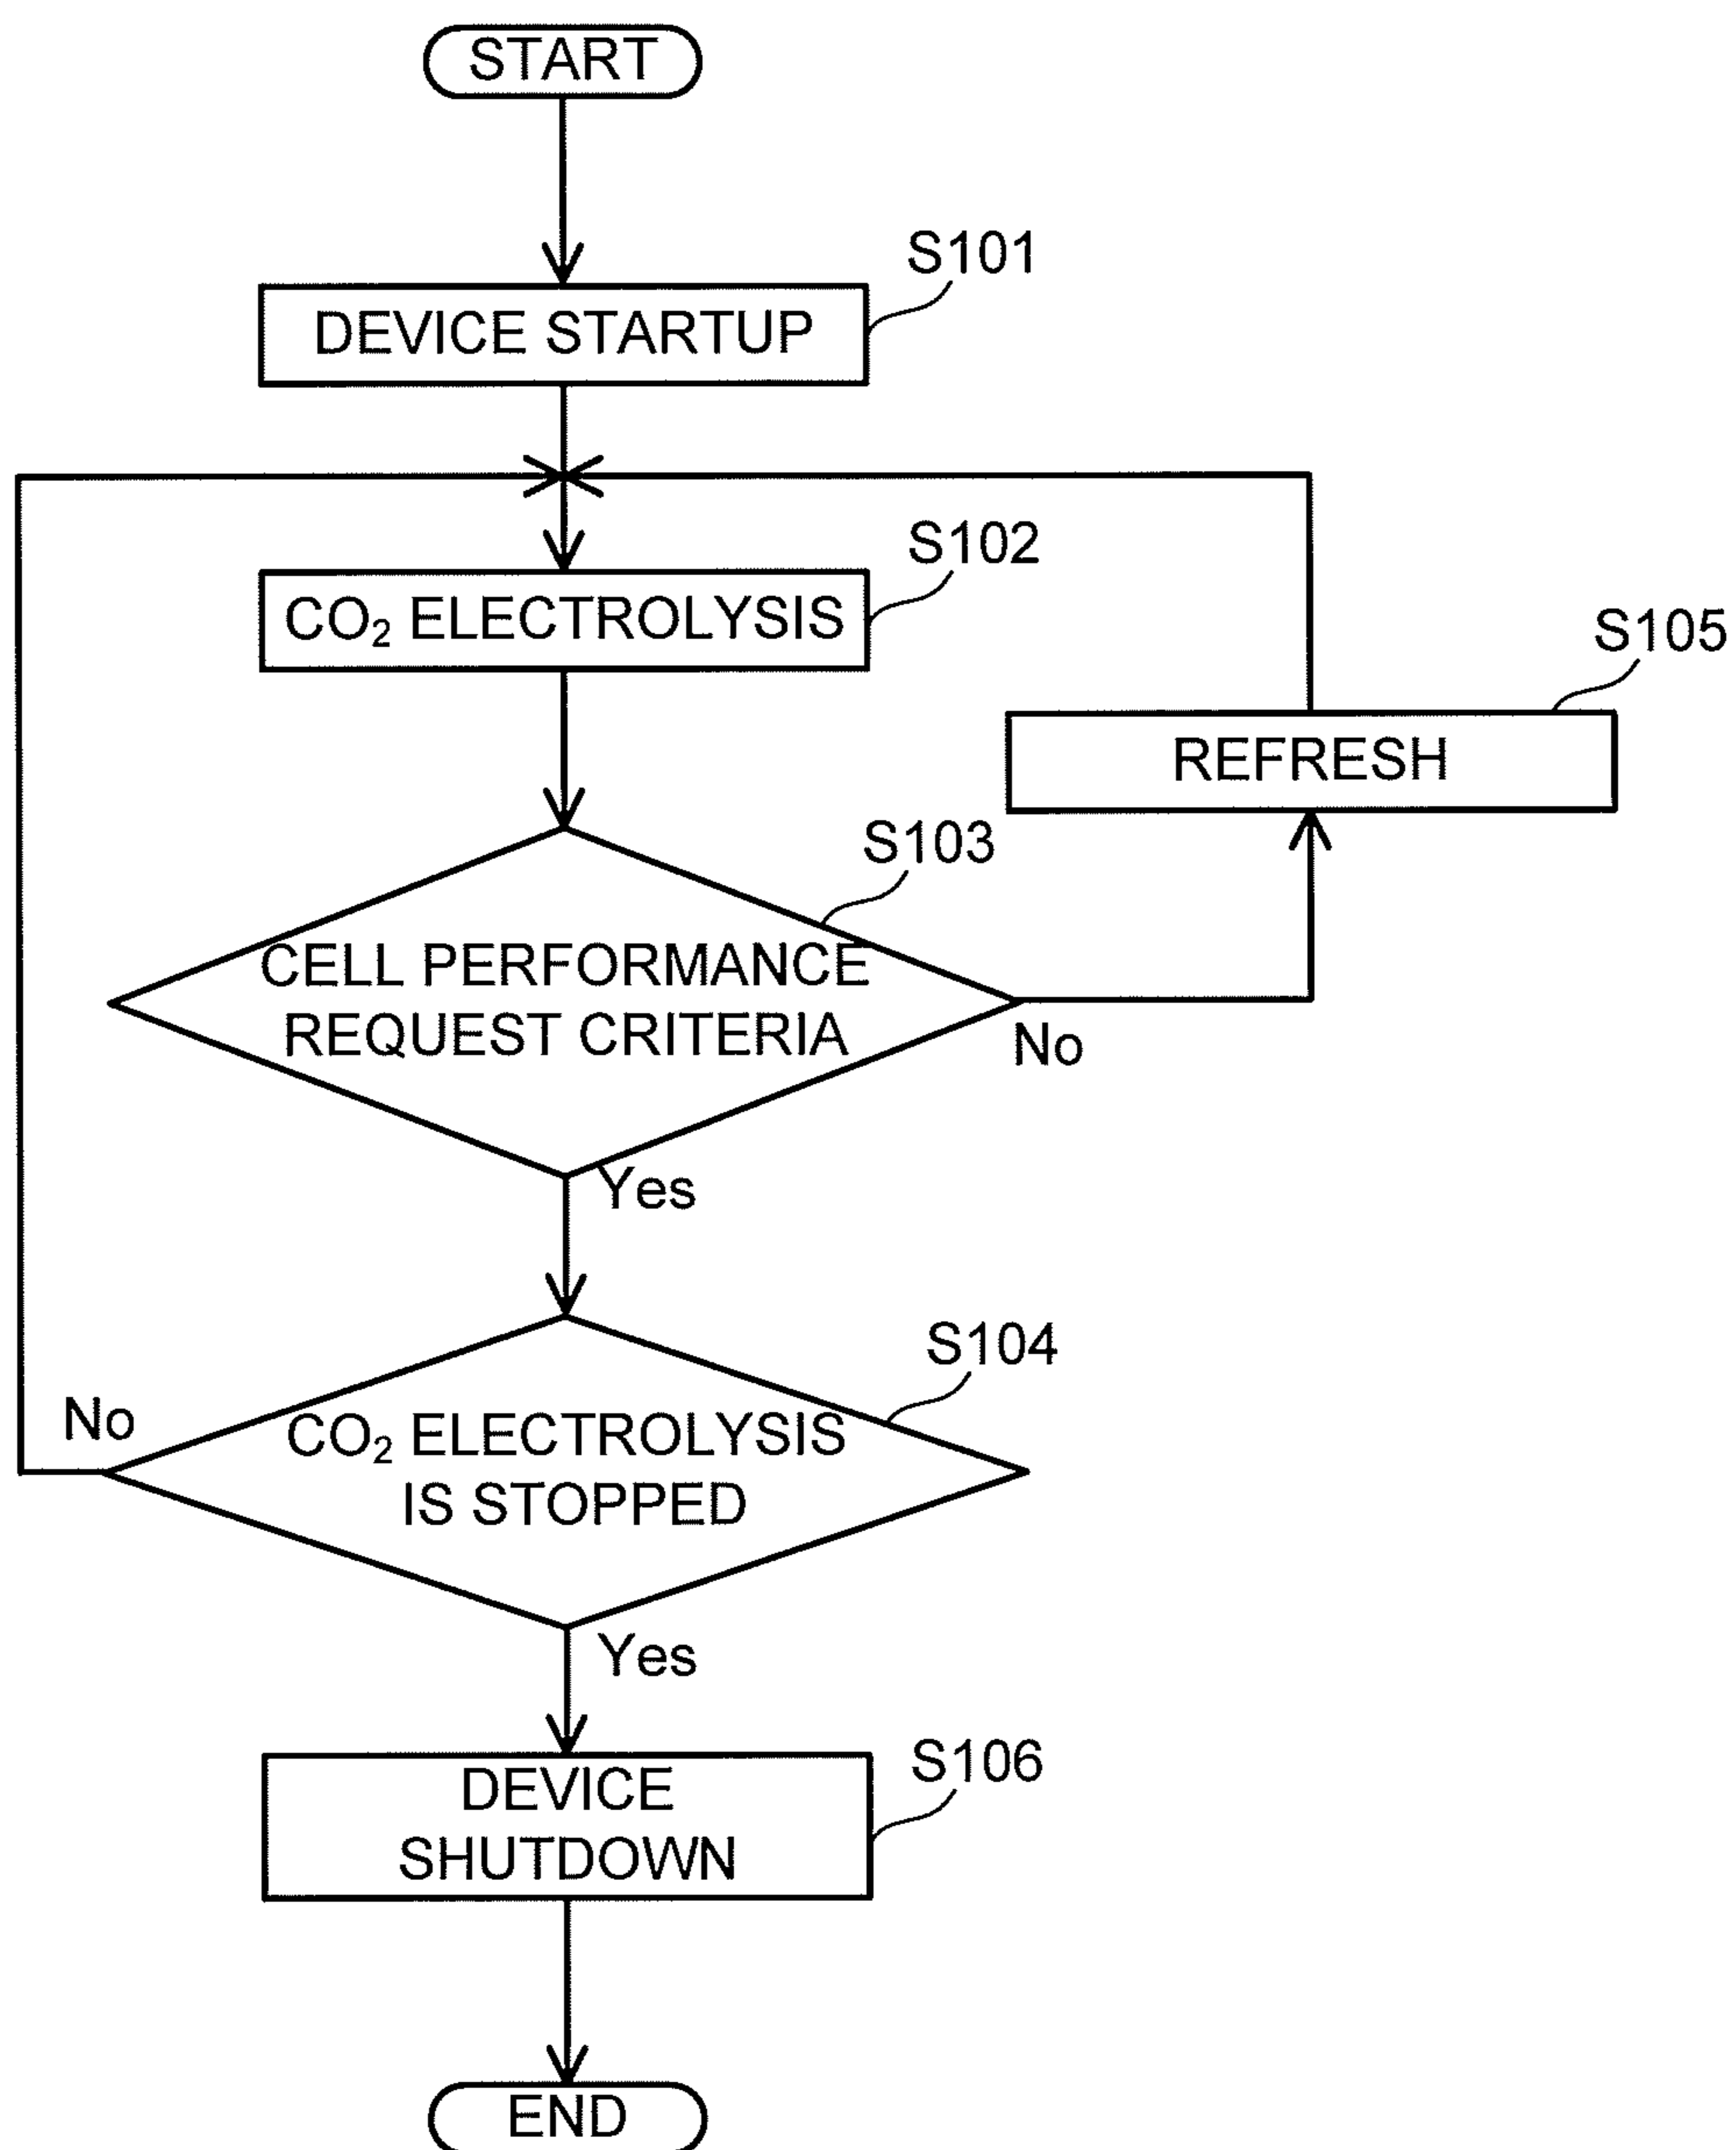 START
S101
DEVICE STARTUP
S102
CO₂ ELECTROLYSIS
S105
REFRESH
S103
CELL PERFORMANCE
REQUEST CRITERIA
No
Yes
S104
No
CO₂ ELECTROLYSIS
IS STOPPED
Yes
S106
DEVICE
SHUTDOWN
END